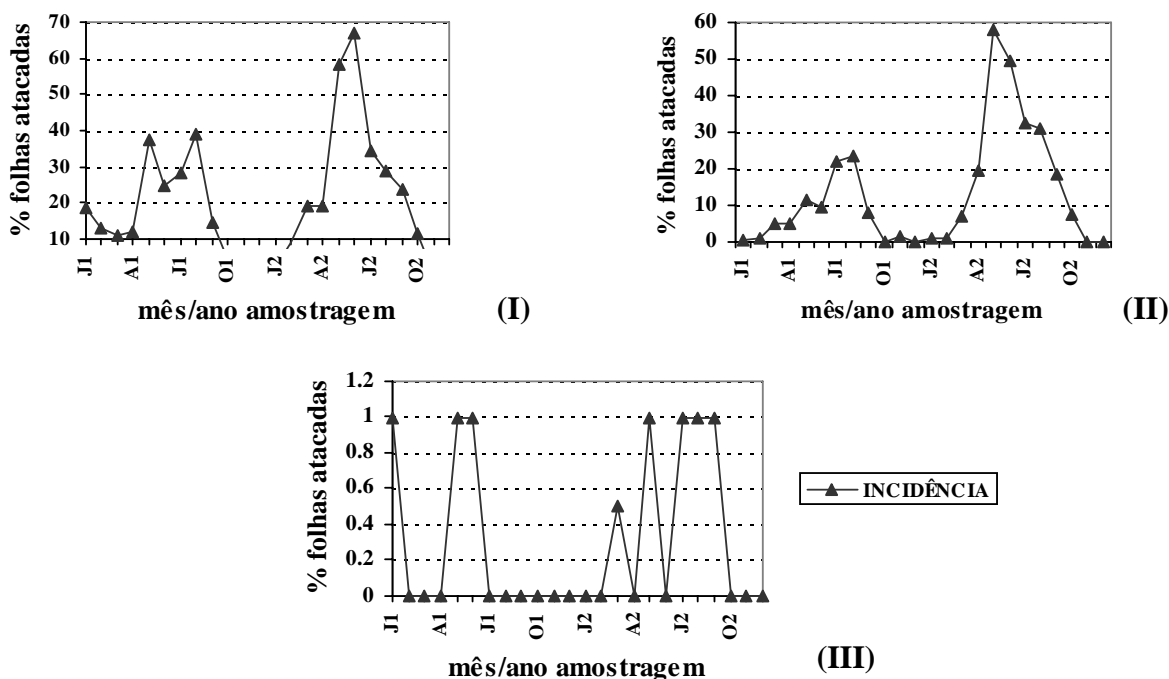 % folhas atacadas
70
60
50
40
30
20
10
J1
A1
J1
O1
J2
A2
J2
O2
mês/ano amostragem
(I)
% folhas atacadas
60
50
40
30
20
10
0
J1
A1
J1
O1
J2
A2
J2
O2
mês/ano amostragem
(II)
% folhas atacadas
1.2
1
0.8
0.6
0.4
0.2
0
J1
A1
J1
O1
J2
A2
J2
O2
mês/ano amostragem
(III)
INCIDÊNCIA